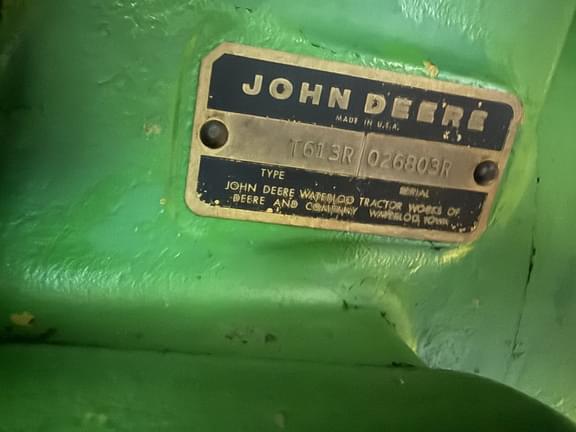 JOHN DEERE
MADE IN U.S.A.
T613R 026803R
TYPE SERIAL
JOHN DEERE WATERLOO TRACTOR WORKS OF
DEERE AND COMPANY WATERLOO, IOWA